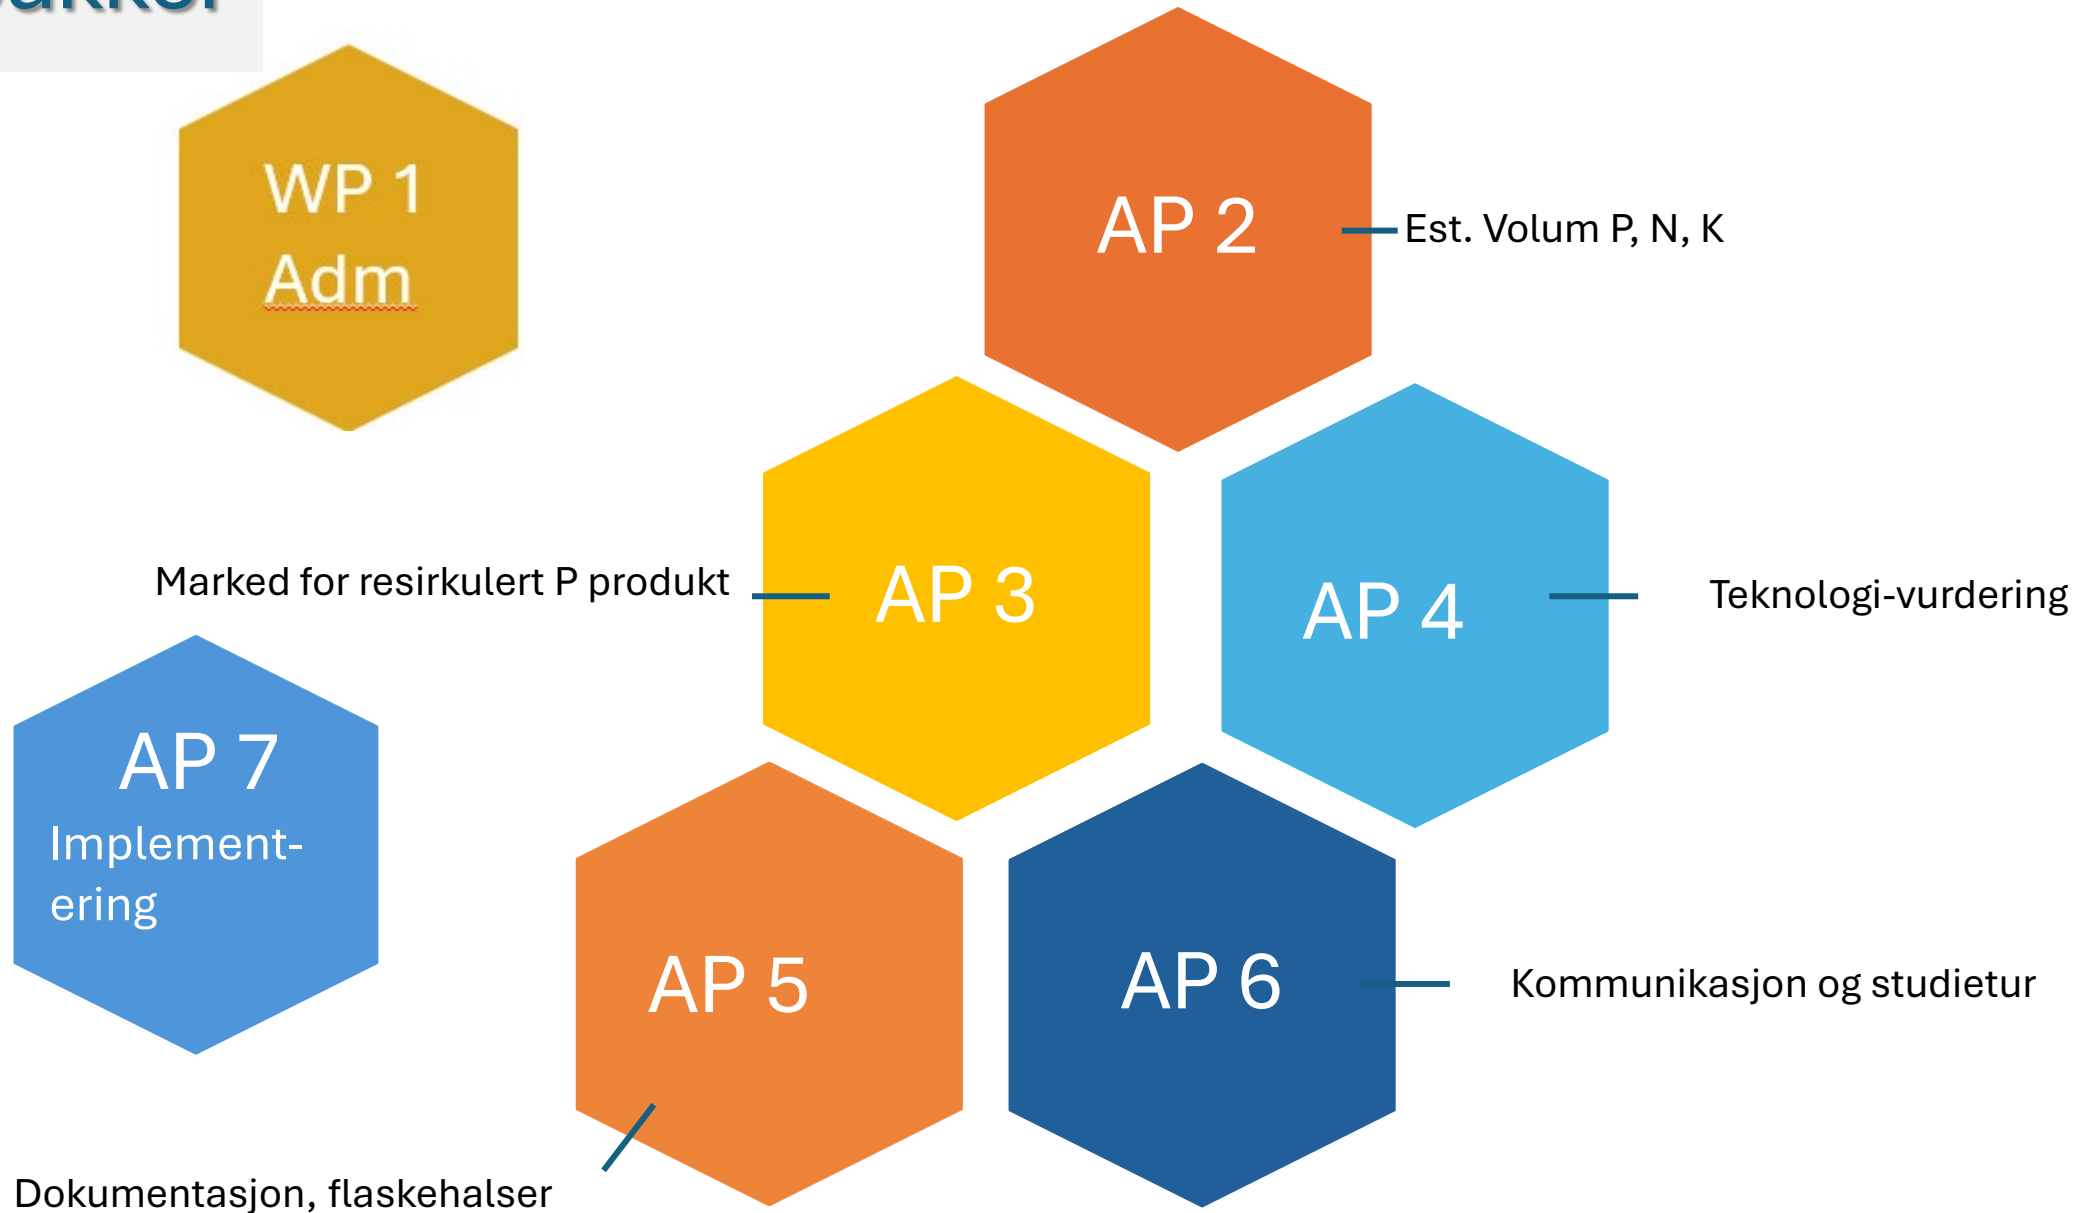 WP 1
Adm
AP 2
Est. Volum P, N, K
Marked for resirkulert P produkt
AP 3
AP 4
Teknologi-vurdering
AP 7
Implement-
ering
AP 5
AP 6
Kommunikasjon og studietur
Dokumentasjon, flaskehalser